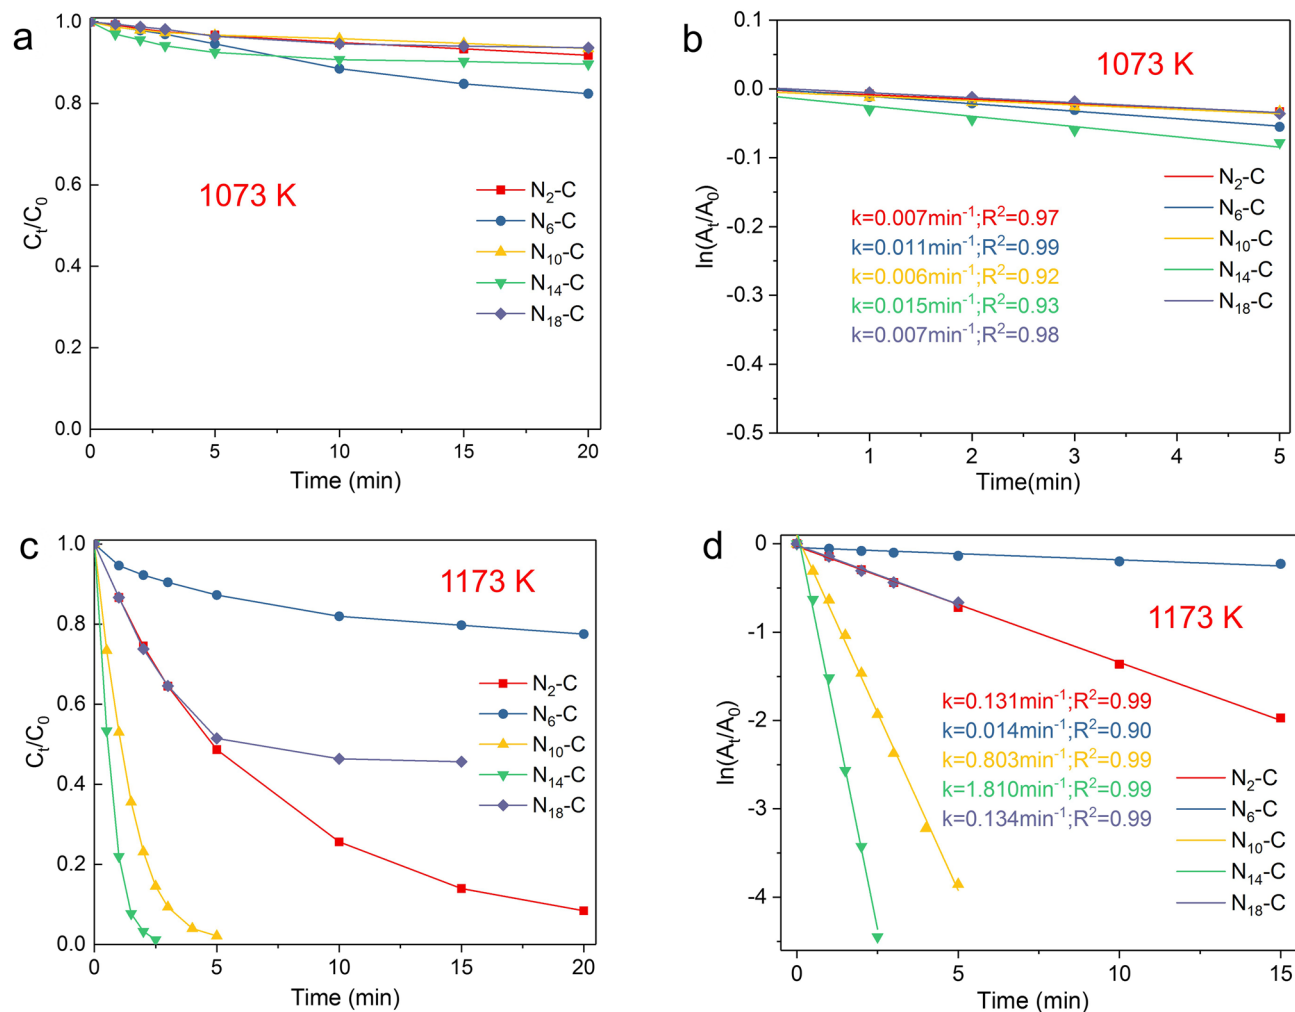 a
1.0
0.8
0.6
0.4
0.2
0.0
Ct/C0
1073 K
N2-C
N6-C
N10-C
N14-C
N18-C
0 5 10 15 20
Time (min)
b
0.1
0.0
-0.1
-0.2
-0.3
-0.4
-0.5
ln(At/A0)
1073 K
k=0.007min⁻¹;R²=0.97
k=0.011min⁻¹;R²=0.99
k=0.006min⁻¹;R²=0.92
k=0.015min⁻¹;R²=0.93
k=0.007min⁻¹;R²=0.98
N2-C
N6-C
N10-C
N14-C
N18-C
1 2 3 4 5
Time(min)
c
1.0
0.8
0.6
0.4
0.2
0.0
Ct/C0
1173 K
N2-C
N6-C
N10-C
N14-C
N18-C
0 5 10 15 20
Time (min)
d
0
-1
-2
-3
-4
ln(At/A0)
1173 K
k=0.131min⁻¹;R²=0.99
k=0.014min⁻¹;R²=0.90
k=0.803min⁻¹;R²=0.99
k=1.810min⁻¹;R²=0.99
k=0.134min⁻¹;R²=0.99
N2-C
N6-C
N10-C
N14-C
N18-C
0 5 10 15
Time (min)